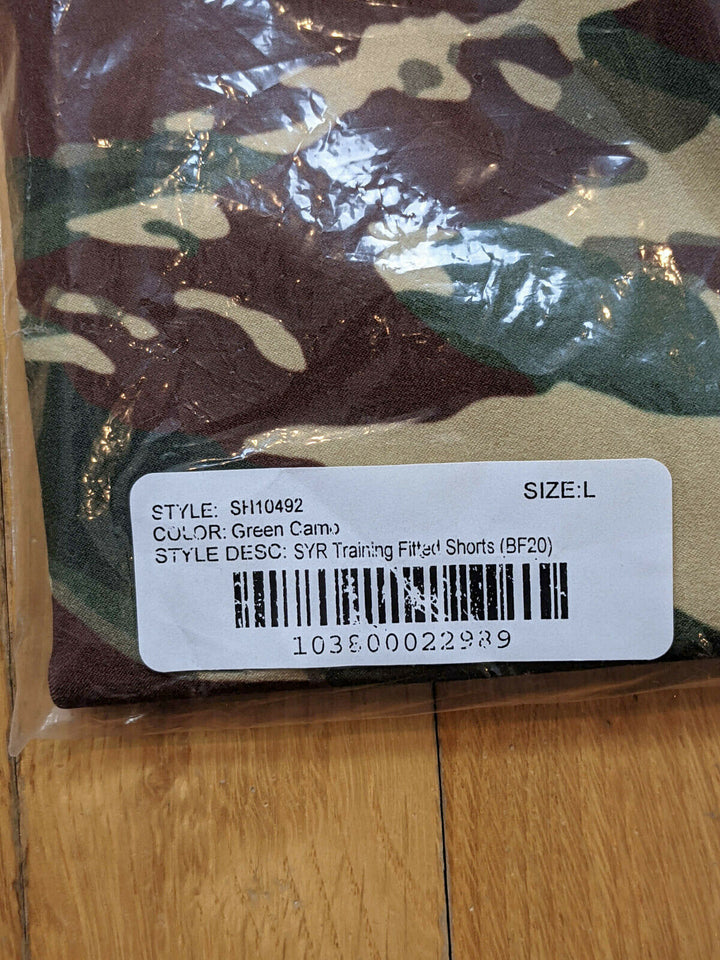 STYLE: SH10492
SIZE:L
COLOR: Green Camo
STYLE DESC: SYR Training Fitted Shorts (BF20)
103800022989